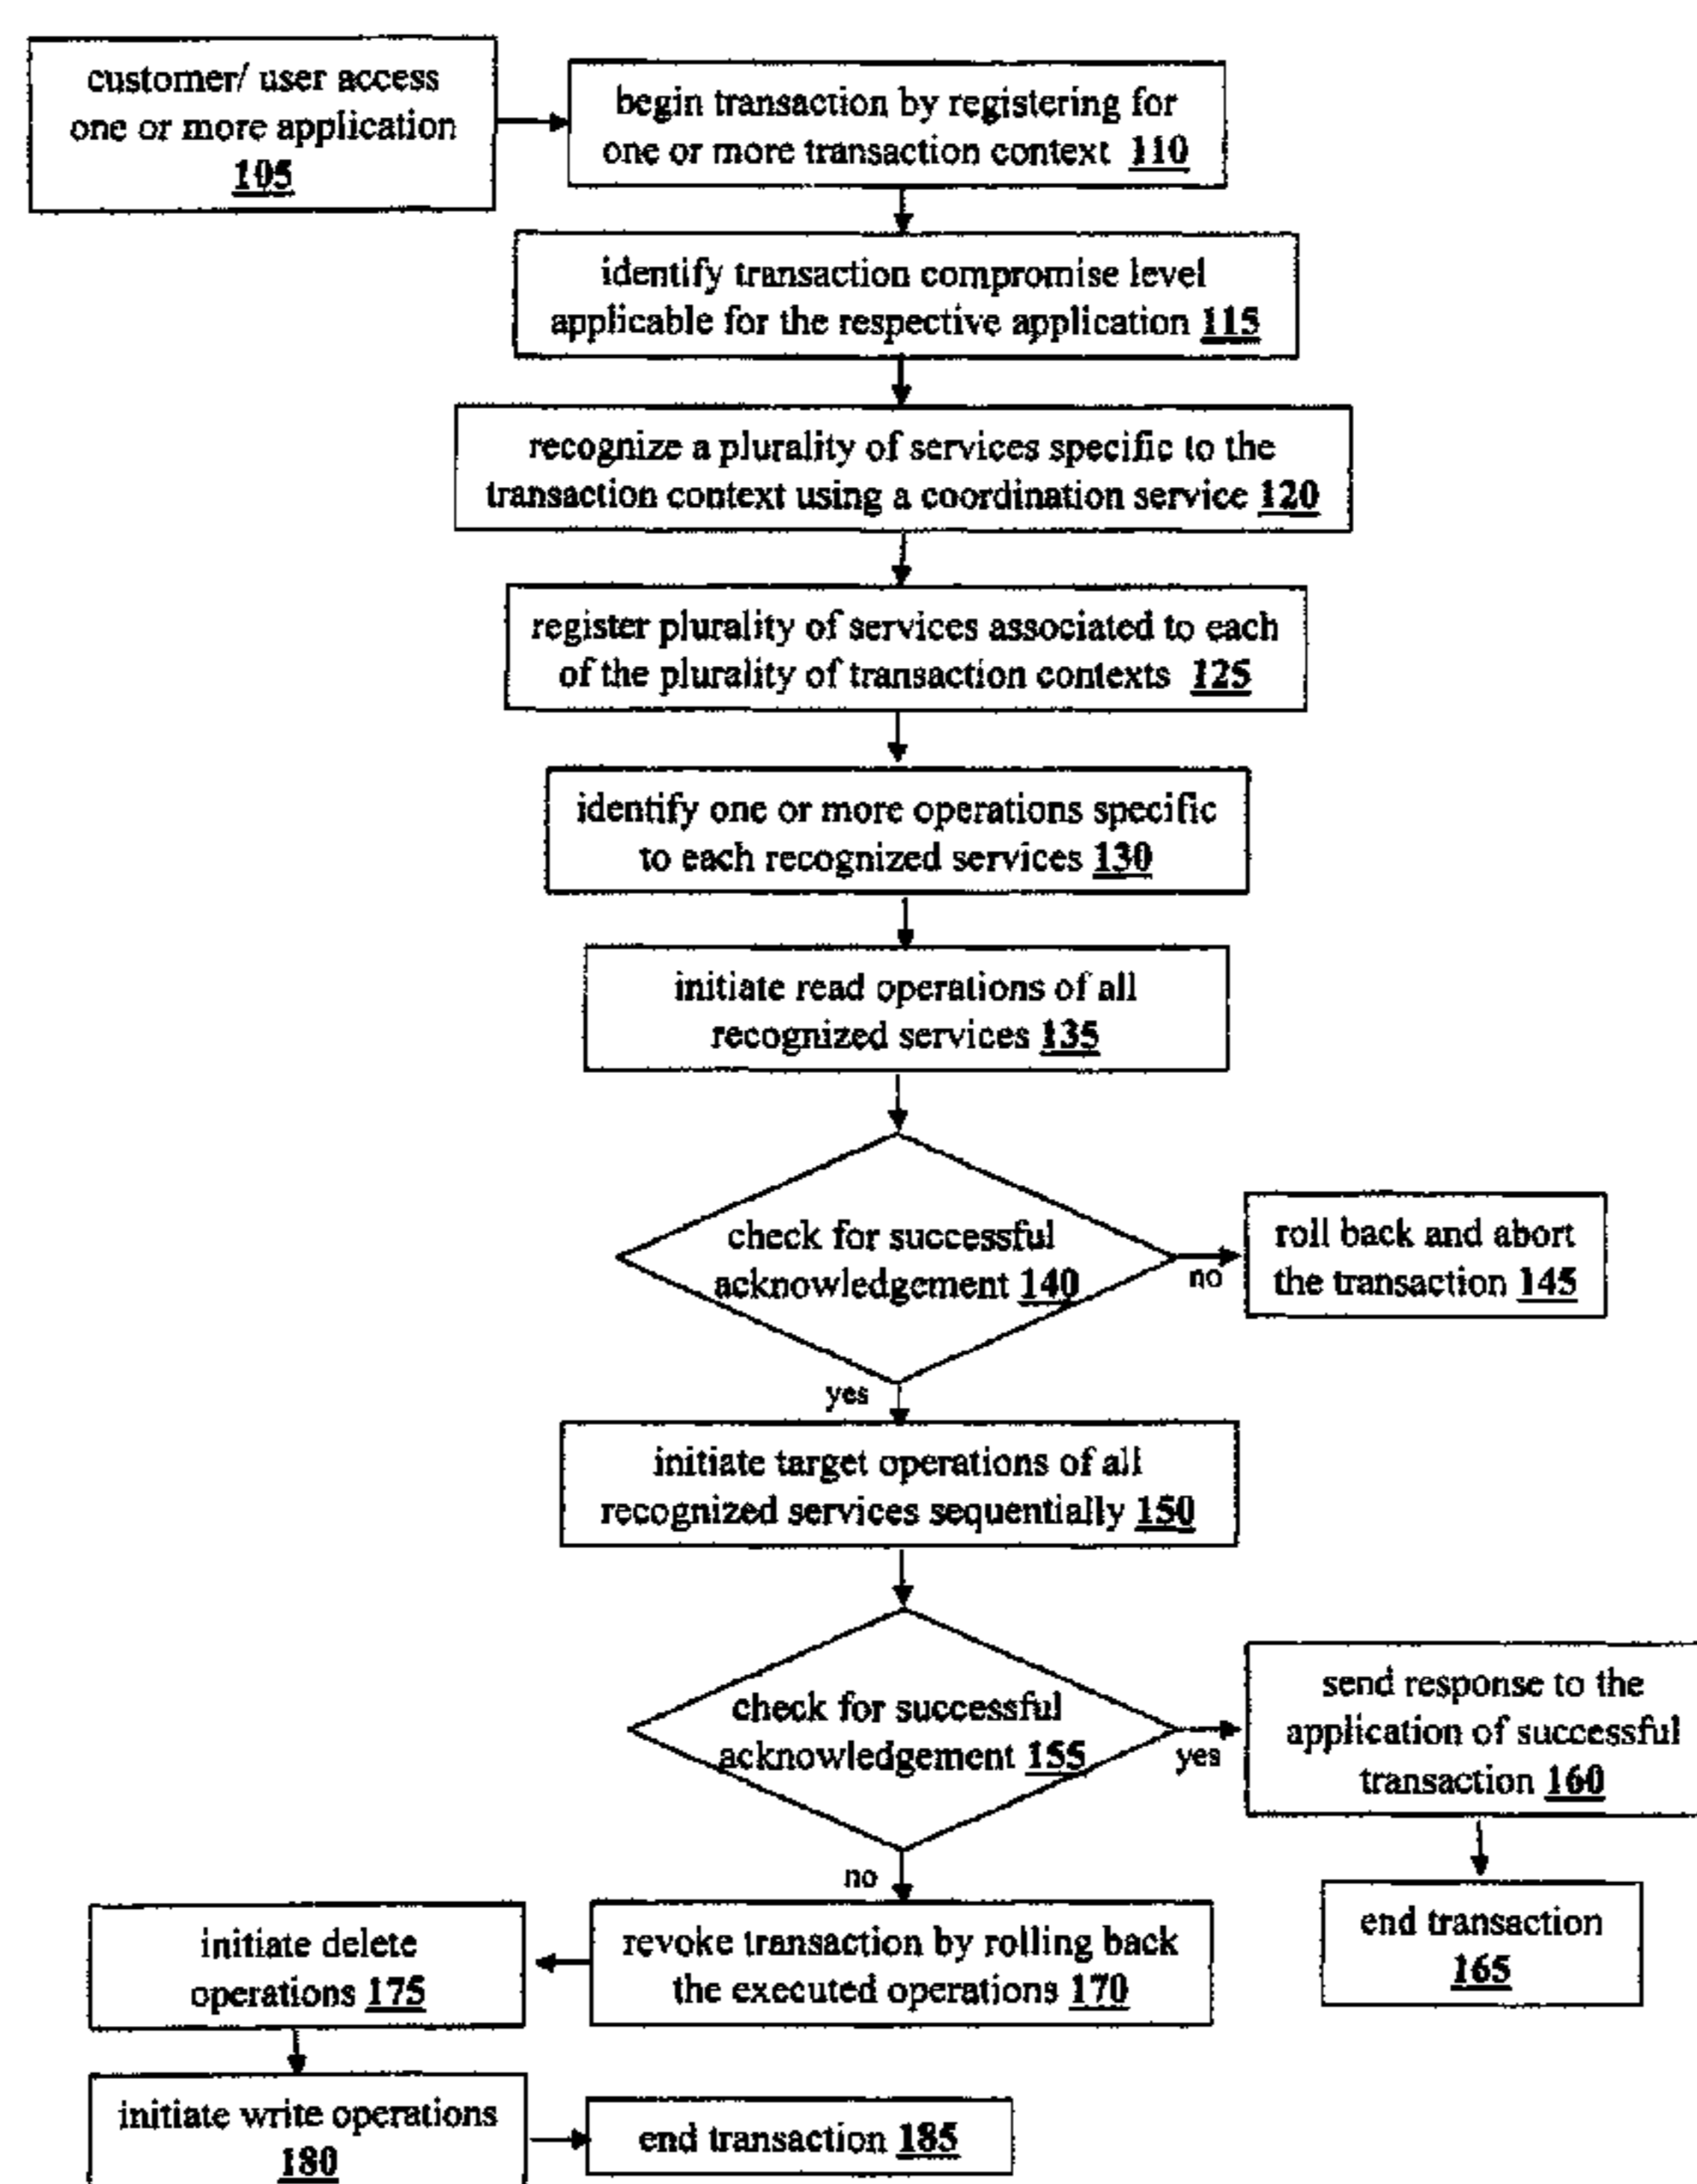 customer/ user access
one or more application
105
begin transaction by registering for
one or more transaction context 110
identify transaction compromise level
applicable for the respective application 115
recognize a plurality of services specific to the
transaction context using a coordination service 120
register plurality of services associated to each
of the plurality of transaction contexts 125
identify one or more operations specific
to each recognized services 130
initiate read operations of all
recognized services 135
check for successful
acknowledgement 140
no
roll back and abort
the transaction 145
yes
initiate target operations of all
recognized services sequentially 150
check for successful
acknowledgement 155
yes
send response to the
application of successful
transaction 160
end transaction
165
no
revoke transaction by rolling back
the executed operations 170
initiate delete
operations 175
initiate write operations
180
end transaction 185